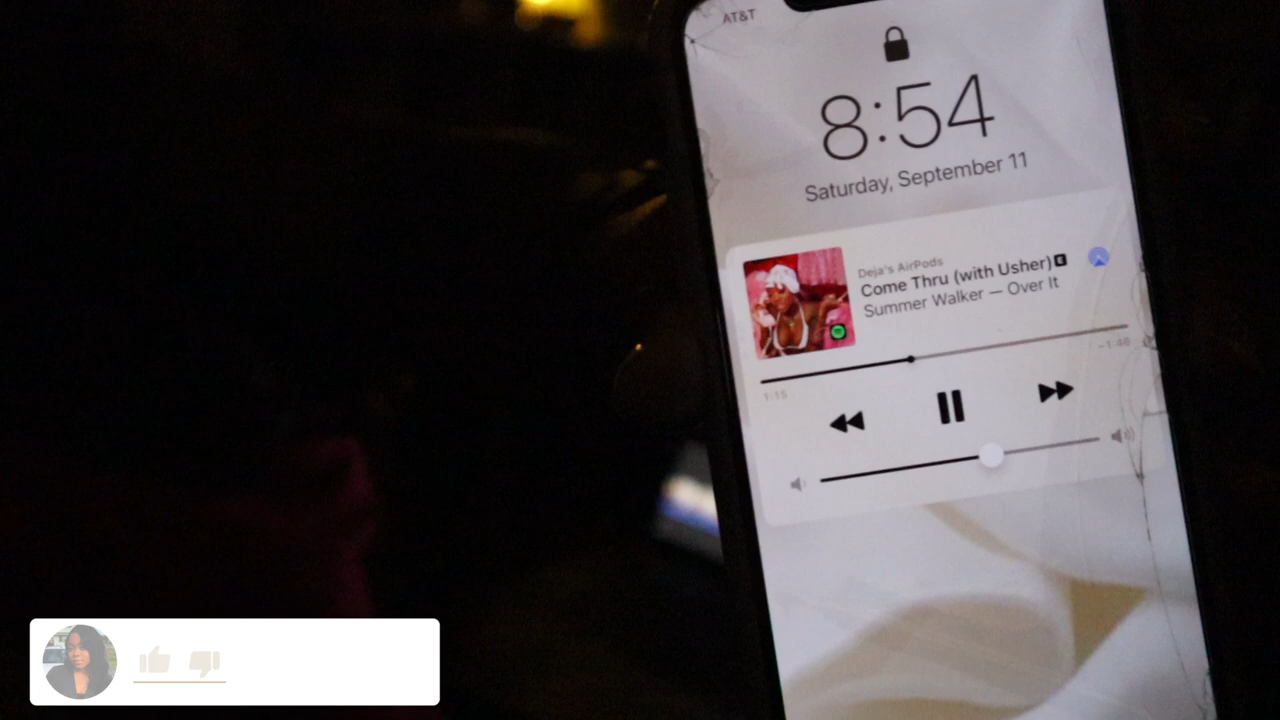 AT&T
8:54
Saturday, September 11
Deja's AirPods
Come Thru (with Usher) E
Summer Walker — Over It
1:15
-1:46